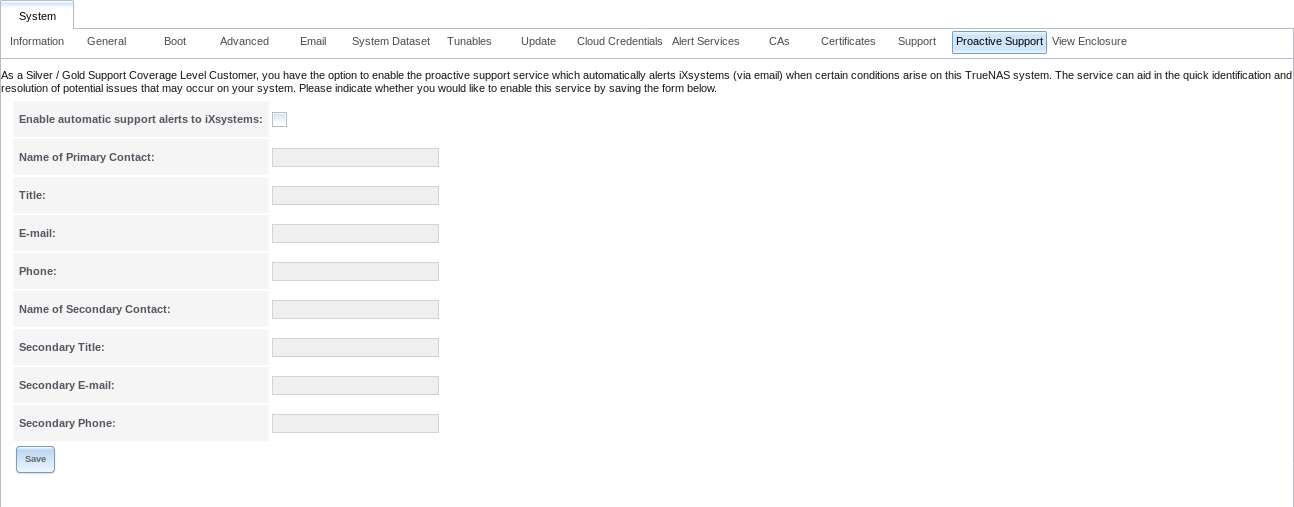 System
Information General Boot Advanced Email System Dataset Tunables Update Cloud Credentials Alert Services CAs Certificates Support Proactive Support View Enclosure
As a Silver / Gold Support Coverage Level Customer, you have the option to enable the proactive support service which automatically alerts iXsystems (via email) when certain conditions arise on this TrueNAS system. The service can aid in the quick identification and
resolution of potential issues that may occur on your system. Please indicate whether you would like to enable this service by saving the form below.
Enable automatic support alerts to iXsystems:
Name of Primary Contact:
Title:
E-mail:
Phone:
Name of Secondary Contact:
Secondary Title:
Secondary E-mail:
Secondary Phone:
Save